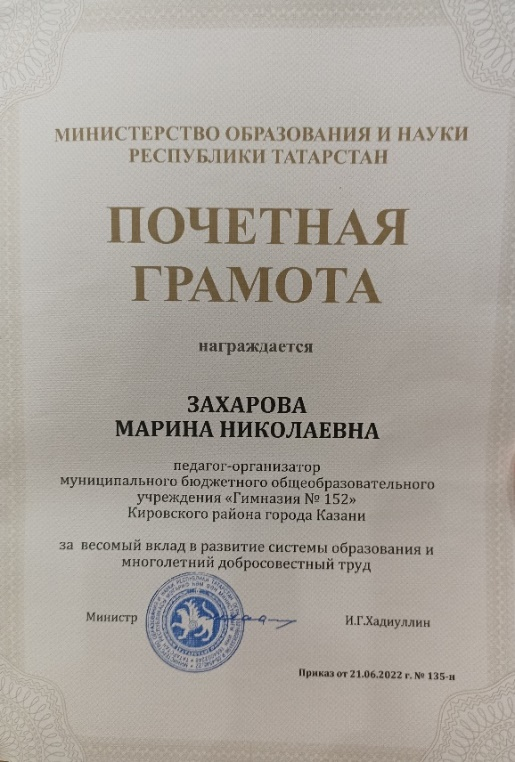 МИНИСТЕРСТВО ОБРАЗОВАНИЯ И НАУКИ
РЕСПУБЛИКИ ТАТАРСТАН
ПОЧЕТНАЯ
ГРАМОТА
награждается
ЗАХАРОВА
МАРИНА НИКОЛАЕВНА
педагог-организатор
муниципального бюджетного общеобразовательного
учреждения «Гимназия № 152»
Кировского района города Казани
за весомый вклад в развитие системы образования и
многолетний добросовестный труд
Министр И.Г.Хадиуллин
Приказ от 21.06.2022 г. № 135-н